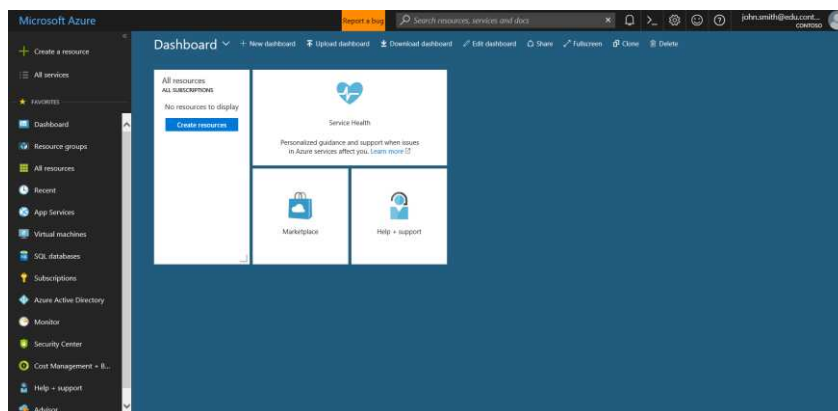 Microsoft Azure
Report a bug
Search resources, services and docs
john.smith@edu.cont...
CONTOSO
Create a resource
All services
FAVORITES
Dashboard
Resource groups
All resources
Recent
App Services
Virtual machines
SQL databases
Subscriptions
Azure Active Directory
Monitor
Security Center
Cost Management + B...
Help + support
Advisor
Dashboard
+ New dashboard
Upload dashboard
Download dashboard
Edit dashboard
Share
Fullscreen
Clone
Delete
All resources
ALL SUBSCRIPTIONS
No resources to display
Create resources
Service Health
Personalized guidance and support when issues
in Azure services affect you. Learn more
Marketplace
Help + support